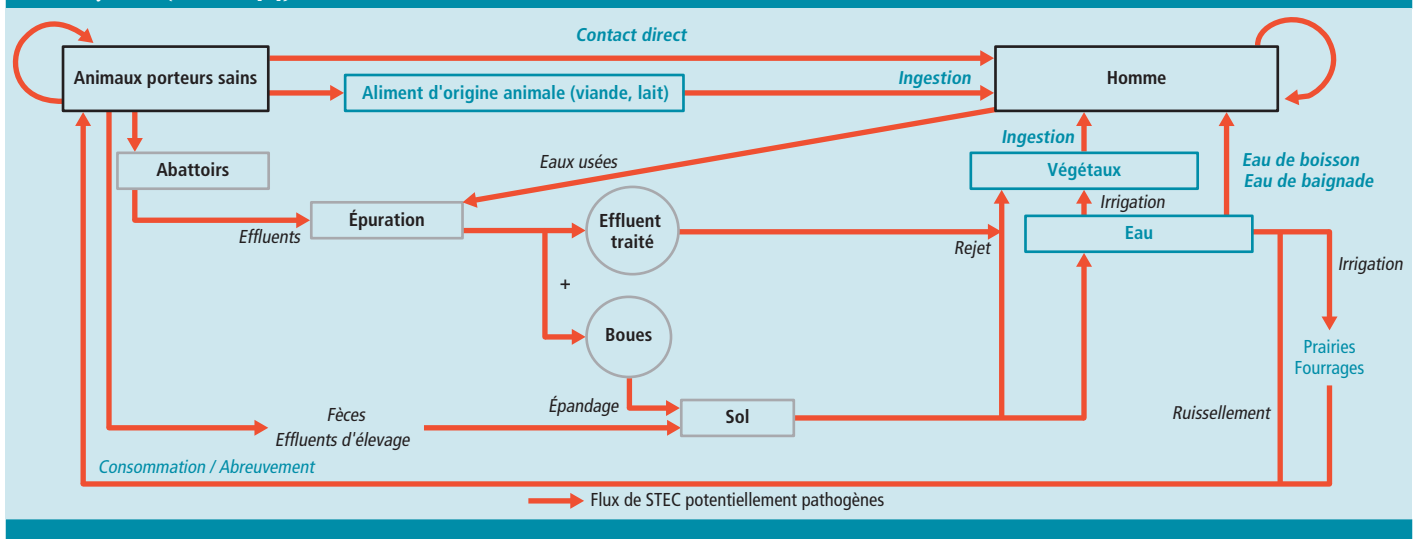 Contact direct
Animaux porteurs sains
Homme
Aliment d'origine animale (viande, lait)
Ingestion
Ingestion
Eaux usées
Abattoirs
Végétaux
Eau de boisson
Eau de baignade
Irrigation
Effluents
Épuration
Effluent
traité
Rejet
Eau
Irrigation
+
Boues
Prairies
Fourrages
Épandage
Sol
Fèces
Effluents d'élevage
Ruissellement
Consommation / Abreuvement
Flux de STEC potentiellement pathogènes